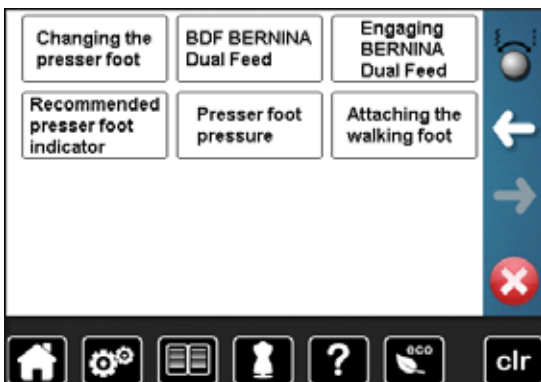 Changing the
presser foot
BDF BERNINA
Dual Feed
Engaging
BERNINA
Dual Feed
Recommended
presser foot
indicator
Presser foot
pressure
Attaching the
walking foot
?
eco
clr